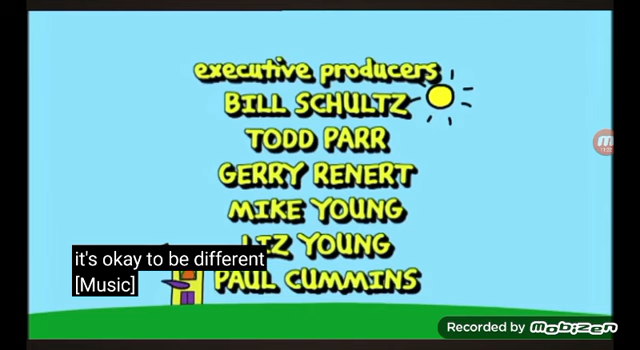 executive producers
BILL SCHULTZ
TODD PARR
GERRY RENERT
MIKE YOUNG
LIZ YOUNG
it's okay to be different
[Music]
PAUL CUMMINS
Recorded by mobizen